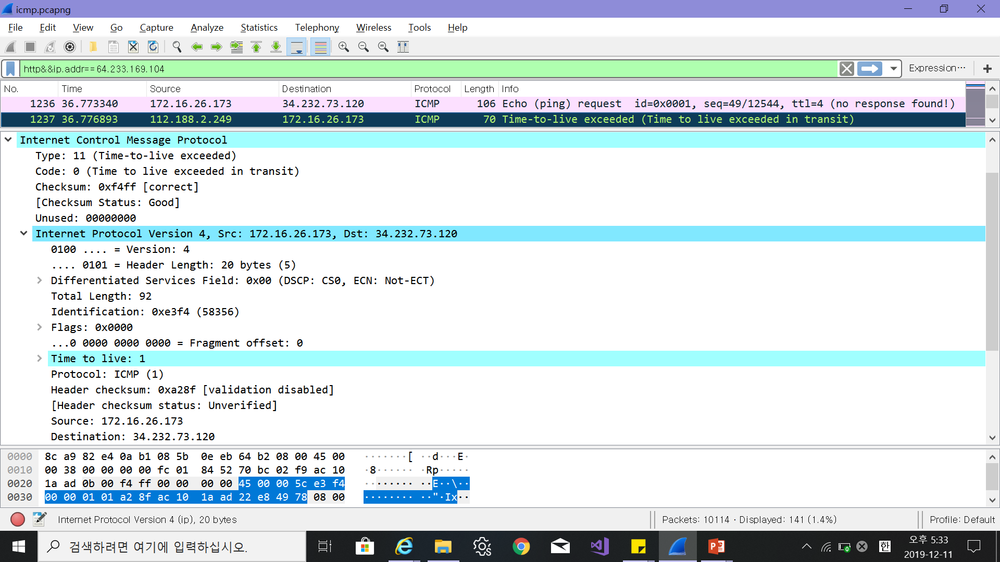 icmp.pcapng
File Edit View Go Capture Analyze Statistics Telephony Wireless Tools Help
http&&ip.addr==64.233.169.104 Expression…
No. Time Source Destination Protocol Length Info
1236 36.773340 172.16.26.173 34.232.73.120 ICMP 106 Echo (ping) request id=0x0001, seq=49/12544, ttl=4 (no response found!)
1237 36.776893 112.188.2.249 172.16.26.173 ICMP 70 Time-to-live exceeded (Time to live exceeded in transit)
Internet Control Message Protocol
Type: 11 (Time-to-live exceeded)
Code: 0 (Time to live exceeded in transit)
Checksum: 0xf4ff [correct]
[Checksum Status: Good]
Unused: 00000000
Internet Protocol Version 4, Src: 172.16.26.173, Dst: 34.232.73.120
0100 .... = Version: 4
.... 0101 = Header Length: 20 bytes (5)
Differentiated Services Field: 0x00 (DSCP: CS0, ECN: Not-ECT)
Total Length: 92
Identification: 0xe3f4 (58356)
Flags: 0x0000
...0 0000 0000 0000 = Fragment offset: 0
Time to live: 1
Protocol: ICMP (1)
Header checksum: 0xa28f [validation disabled]
[Header checksum status: Unverified]
Source: 172.16.26.173
Destination: 34.232.73.120
0000 8c a9 82 e4 0a b1 08 5b 0e eb 64 b2 08 00 45 00 ·······[ ··d···E·
0010 00 38 00 00 00 00 fc 01 84 52 70 bc 02 f9 ac 10 ·8······ ·Rp·····
0020 1a ad 0b 00 f4 ff 00 00 00 00 45 00 00 5c e3 f4 ········ ··E··\··
0030 00 00 01 01 a2 8f ac 10 1a ad 22 e8 49 78 08 00 ········ ··"·Ix··
Internet Protocol Version 4 (ip), 20 bytes Packets: 10114 · Displayed: 141 (1.4%) Profile: Default
검색하려면 여기에 입력하십시오. 한 오후 5:33
2019-12-11